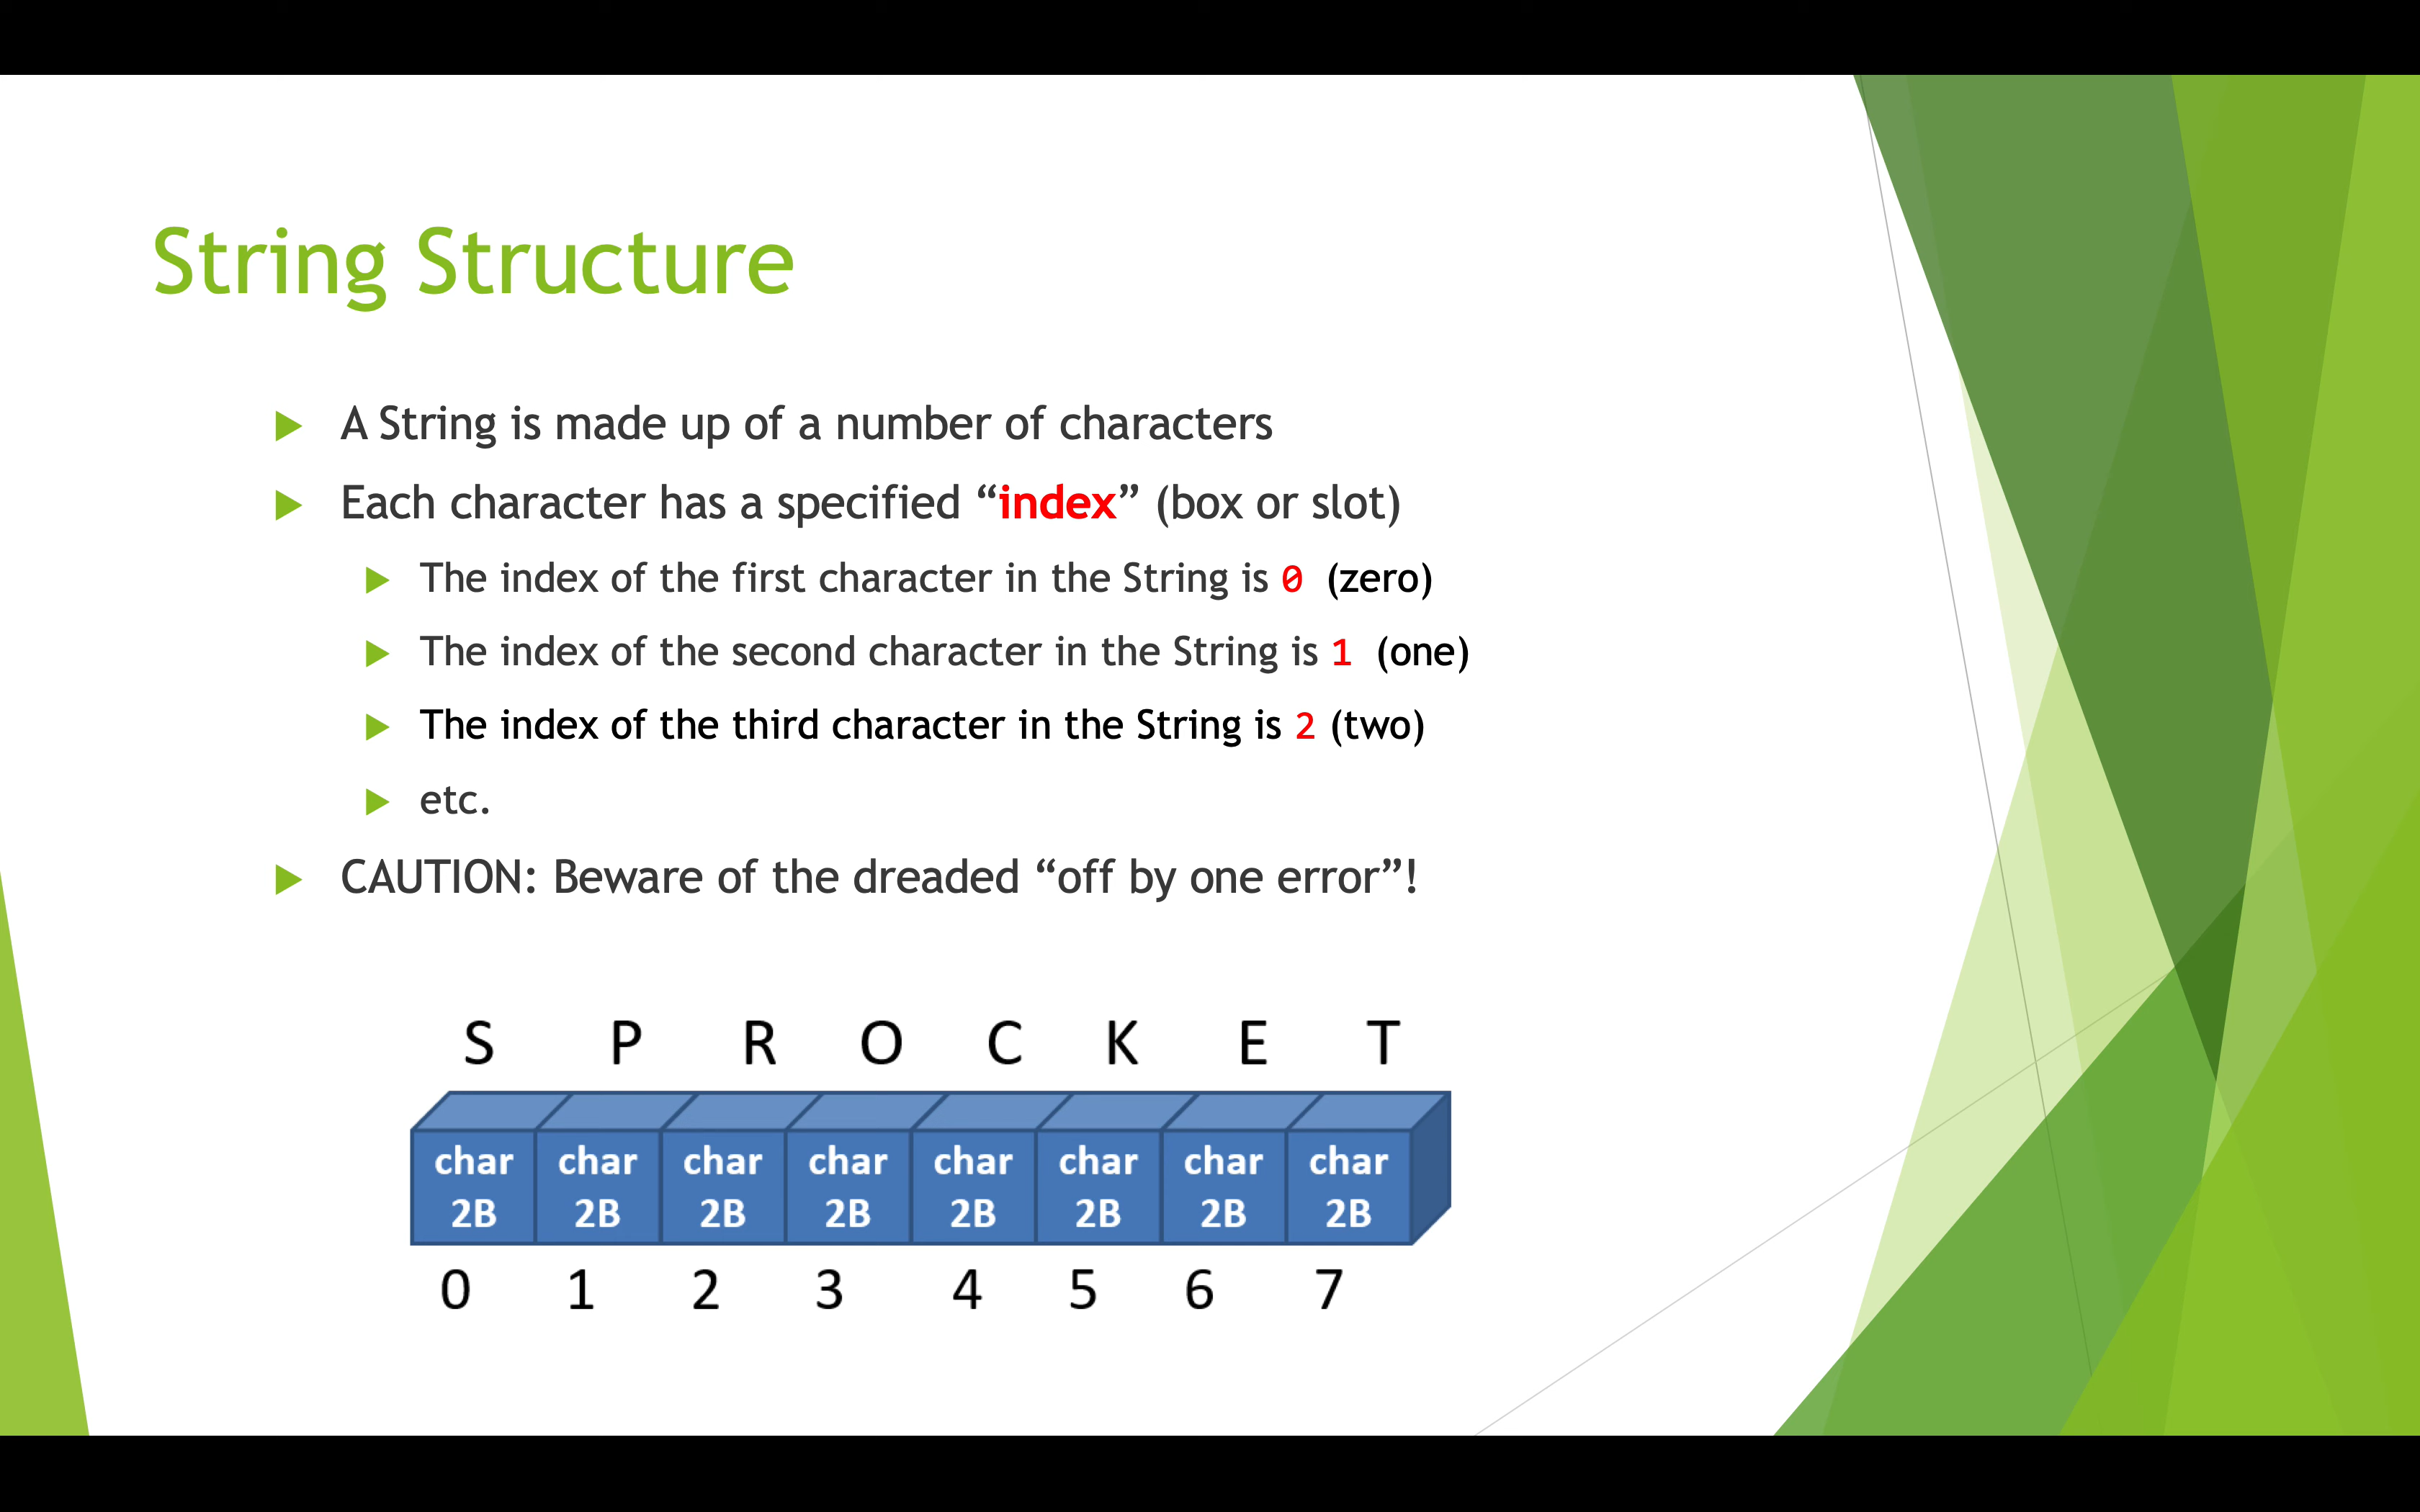 String Structure
A String is made up of a number of characters
Each character has a specified “index” (box or slot)
The index of the first character in the String is 0 (zero)
The index of the second character in the String is 1 (one)
The index of the third character in the String is 2 (two)
etc.
CAUTION: Beware of the dreaded “off by one error”!
S P R O C K E T
char char char char char char char char
2B 2B 2B 2B 2B 2B 2B 2B
0 1 2 3 4 5 6 7